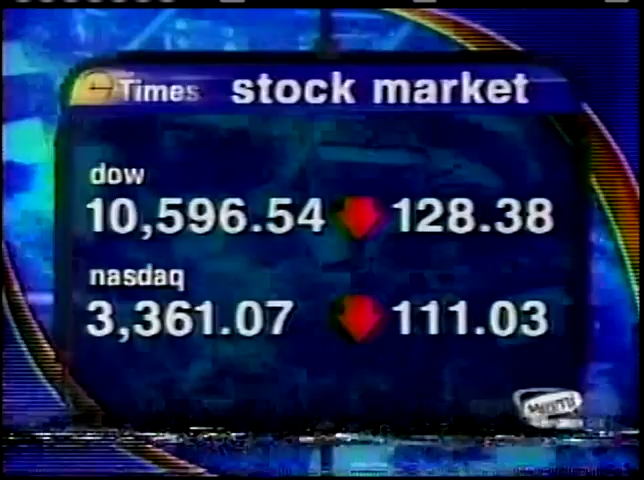 Times stock market
dow
10,596.54 128.38
nasdaq
3,361.07 111.03